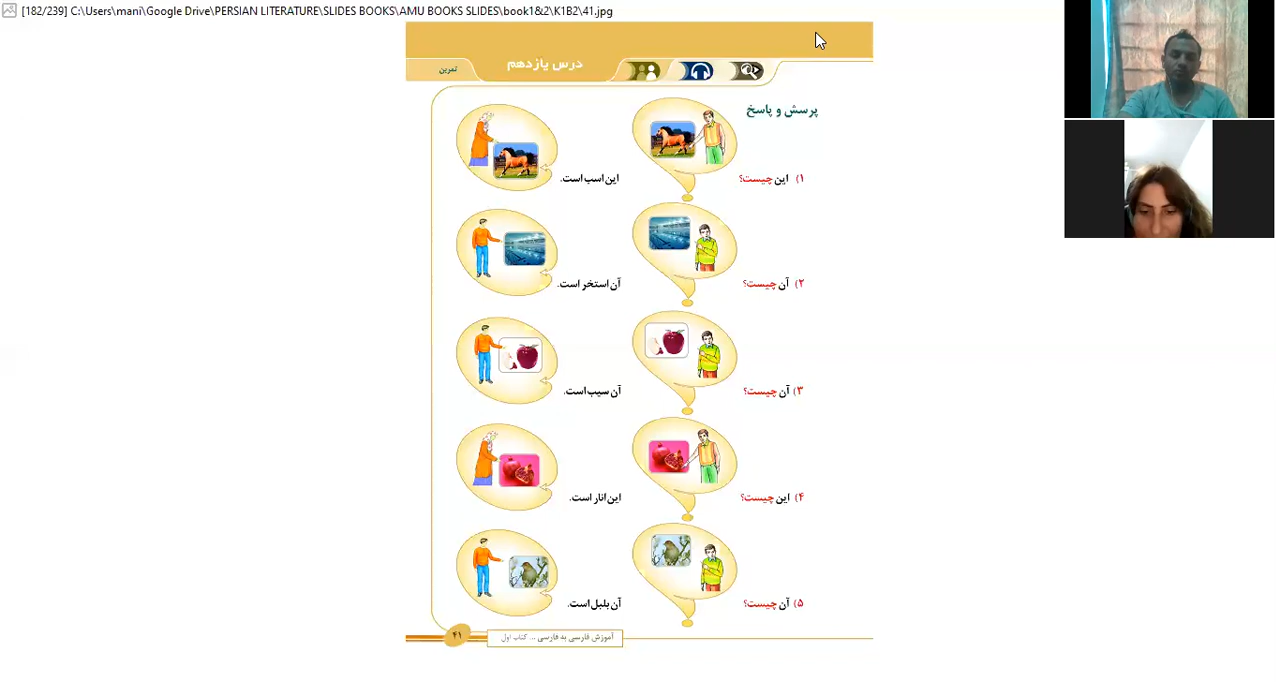 [182/239] C:\Users\mani\Google Drive\PERSIAN LITERATURE\SLIDES BOOKS\AMU BOOKS SLIDES\book1&2\K1B2\41.jpg
درس یازدهم
تمرین
پرسش و پاسخ
۱) این چیست؟
این اسب است.
۲) آن چیست؟
آن استخر است.
۳) آن چیست؟
آن سیب است.
۴) این چیست؟
این انار است.
۵) آن چیست؟
آن بلبل است.
آموزش فارسی به فارسی ... کتاب اول
۴۱